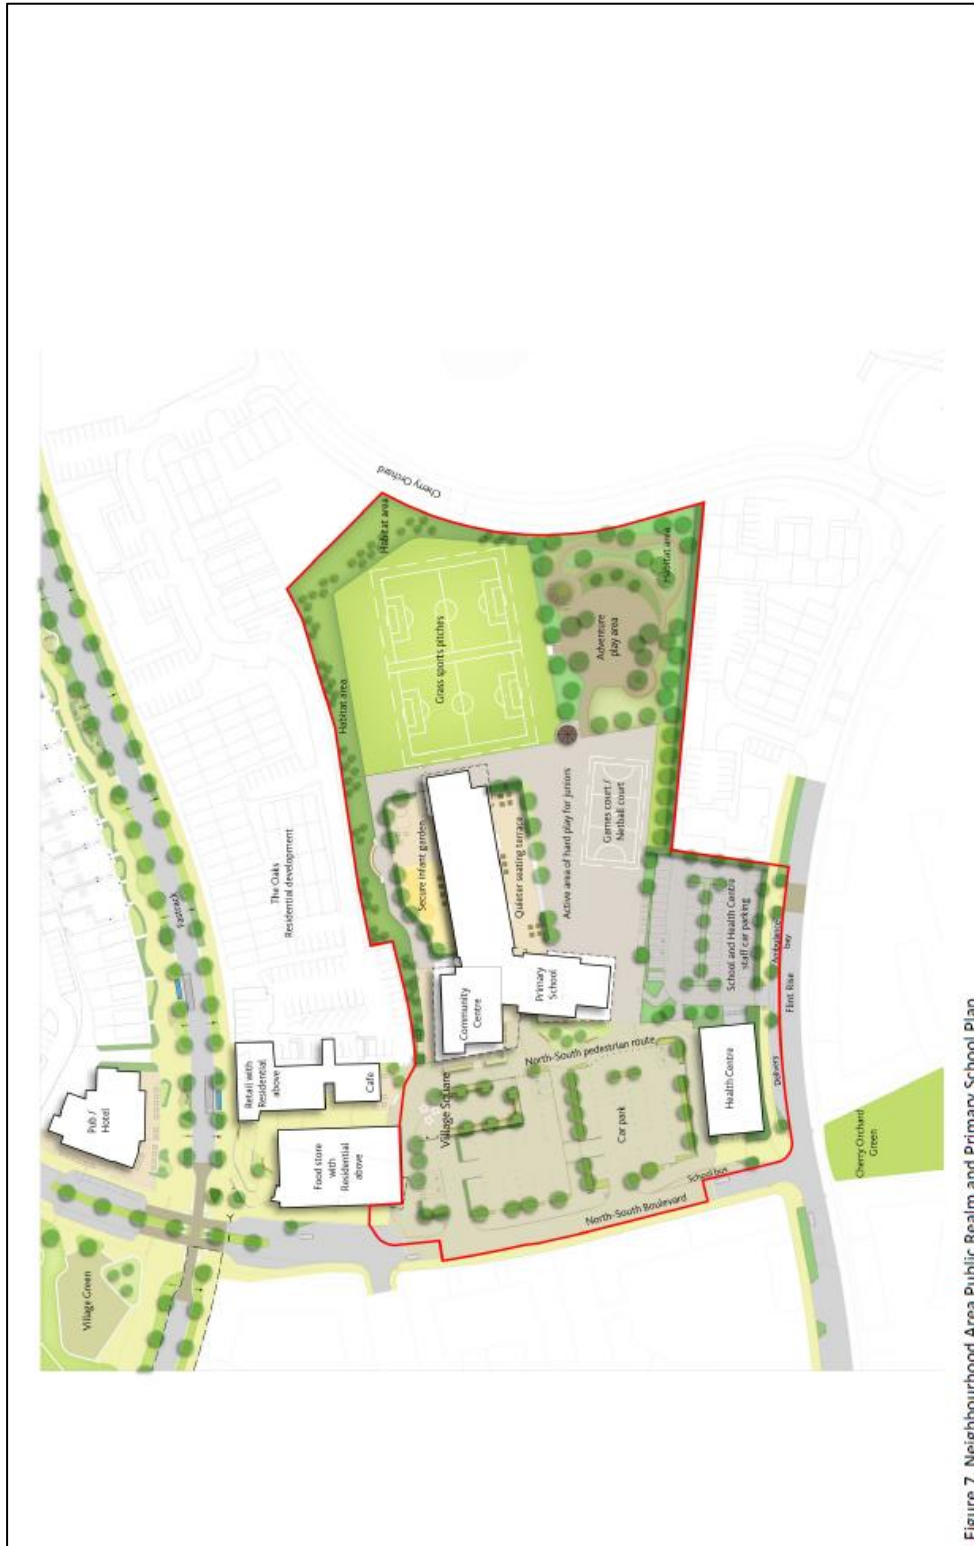 Pub /
Hotel
Village Green
Fastrack
The Oaks
Residential development
Retail with
Residential
above
Cafe
Food store
with
Residential
above
Cherry Orchard
Habitat area
Habitat area
Grass sports pitches
Habitat area
Adventure
play area
Secure infant garden
Quieter seating terrace
Active area of hard play for juniors
Games court /
Netball court
Community
Centre
Primary
School
Village Square
North-South pedestrian route
Car park
School bus
North-South Boulevard
School and Health Centre
staff car parking
Health Centre
Ambulance
bay
Delivery
Flint Rise
Cherry Orchard
Green
Figure 7. Neighbourhood Area Public Realm and Primary School Plan